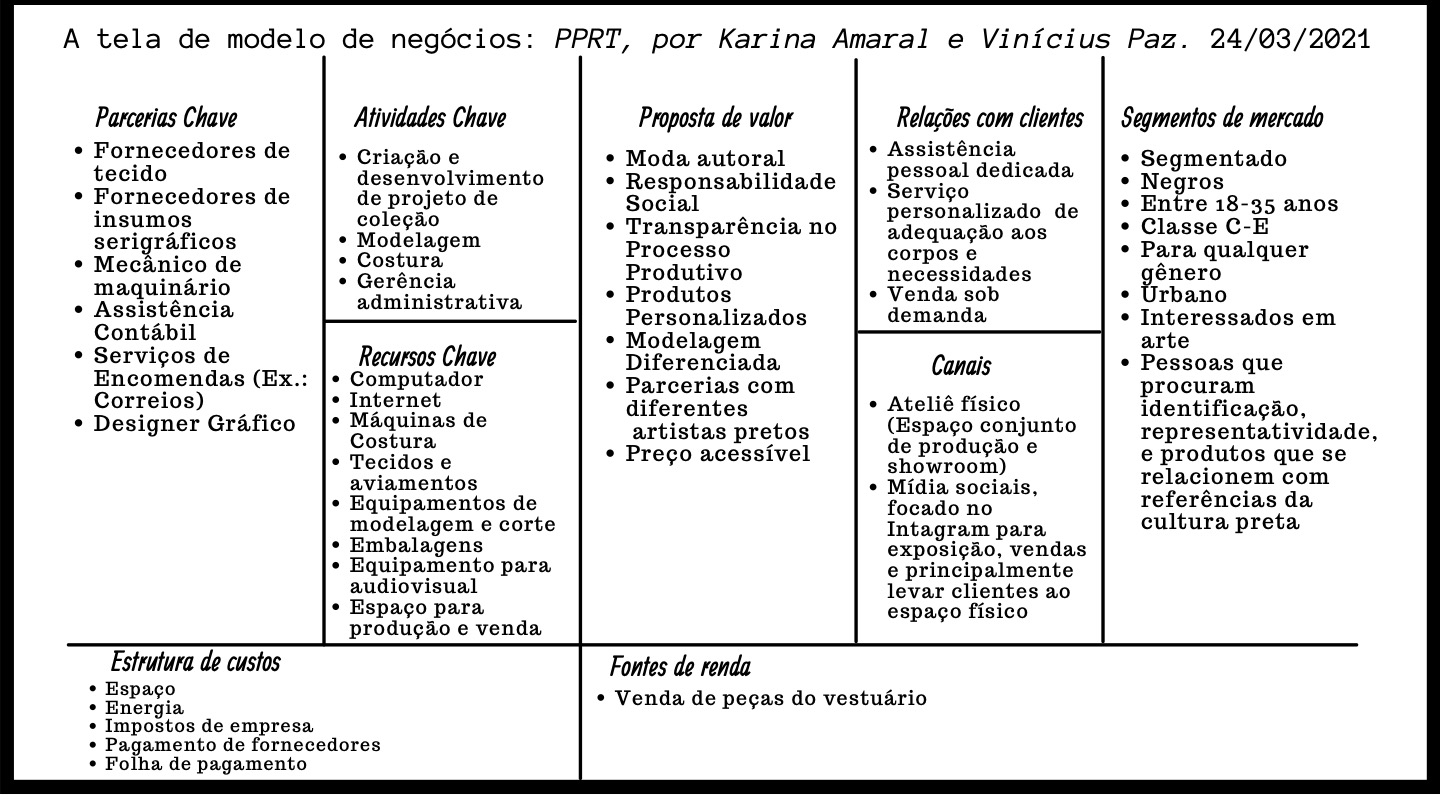 A tela de modelo de negócios: PPRT, por Karina Amaral e Vinícius Paz. 24/03/2021
Parcerias Chave
• Fornecedores de
tecido
• Fornecedores de
insumos
serigráficos
• Mecânico de
maquinário
• Assistência
Contábil
• Serviços de
Encomendas (Ex.:
Correios)
• Designer Gráfico
Atividades Chave
• Criação e
desenvolvimento
de projeto de
coleção
• Modelagem
• Costura
• Gerência
administrativa
Recursos Chave
• Computador
• Internet
• Máquinas de
Costura
• Tecidos e
aviamentos
• Equipamentos de
modelagem e corte
• Embalagens
• Equipamento para
audiovisual
• Espaço para
produção e venda
Proposta de valor
• Moda autoral
• Responsabilidade
Social
• Transparência no
Processo
Produtivo
• Produtos
Personalizados
• Modelagem
Diferenciada
• Parcerias com
diferentes
artistas pretos
• Preço acessível
Relações com clientes
• Assistência
pessoal dedicada
• Serviço
personalizado de
adequação aos
corpos e
necessidades
• Venda sob
demanda
Canais
• Ateliê físico
(Espaço conjunto
de produção e
showroom)
• Mídia sociais,
focado no
Intagram para
exposição, vendas
e principalmente
levar clientes ao
espaço físico
Segmentos de mercado
• Segmentado
• Negros
• Entre 18-35 anos
• Classe C-E
• Para qualquer
gênero
• Urbano
• Interessados em
arte
• Pessoas que
procuram
identificação,
representatividade,
e produtos que se
relacionem com
referências da
cultura preta
Estrutura de custos
• Espaço
• Energia
• Impostos de empresa
• Pagamento de fornecedores
• Folha de pagamento
Fontes de renda
• Venda de peças do vestuário